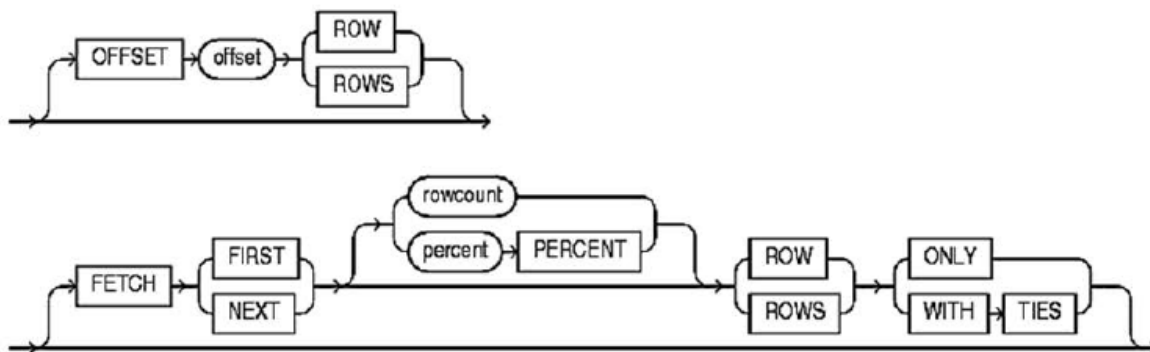 ROW
OFFSET offset
ROWS
rowcount
FIRST percent PERCENT ROW ONLY
FETCH
NEXT ROWS WITH TIES